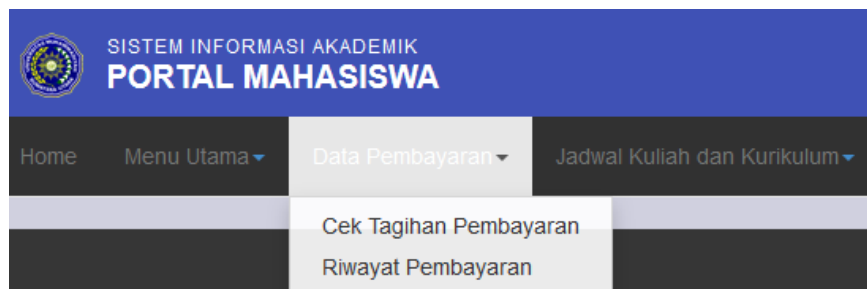 SISTEM INFORMASI AKADEMIK
PORTAL MAHASISWA
Home Menu Utama Data Pembayaran Jadwal Kuliah dan Kurikulum
Cek Tagihan Pembayaran
Riwayat Pembayaran